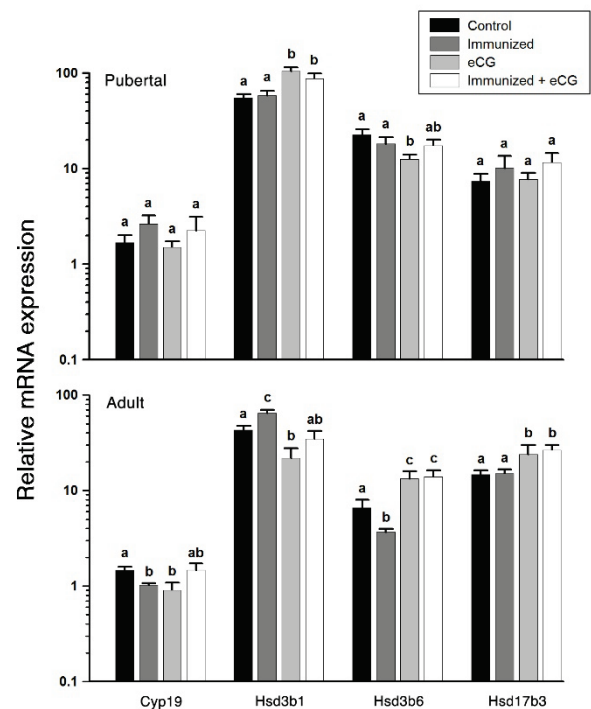 Control
Immunized
eCG
Immunized + eCG
Relative mRNA expression
Pubertal
100
10
1
0.1
a a a a
a a b b
a a b ab
a a a a
Adult
100
10
1
0.1
a b b ab
a c b ab
a b c c
a a b b
Cyp19 Hsd3b1 Hsd3b6 Hsd17b3